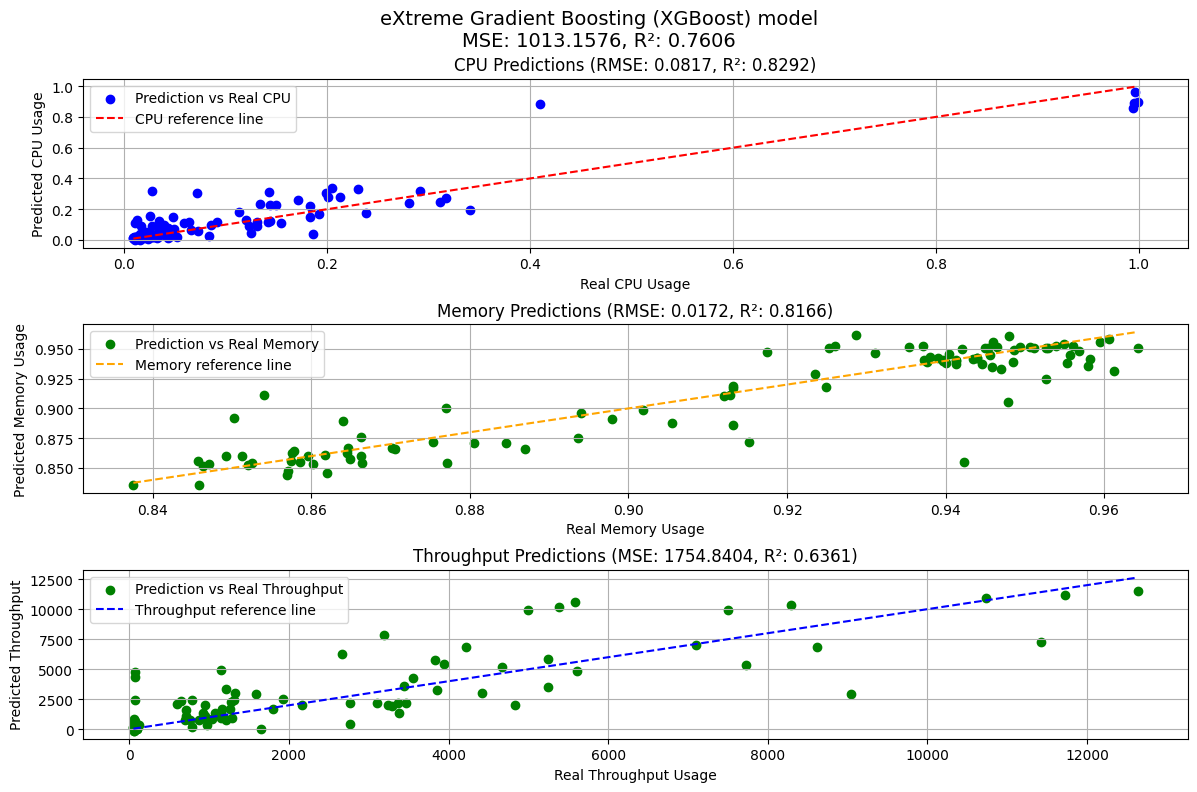 eXtreme Gradient Boosting (XGBoost) model
MSE: 1013.1576, R²: 0.7606
CPU Predictions (RMSE: 0.0817, R²: 0.8292)
Predicted CPU Usage
1.0
0.8
0.6
0.4
0.2
0.0
Prediction vs Real CPU
CPU reference line
0.0 0.2 0.4 0.6 0.8 1.0
Real CPU Usage
Memory Predictions (RMSE: 0.0172, R²: 0.8166)
Predicted Memory Usage
0.950
0.925
0.900
0.875
0.850
Prediction vs Real Memory
Memory reference line
0.84 0.86 0.88 0.90 0.92 0.94 0.96
Real Memory Usage
Throughput Predictions (MSE: 1754.8404, R²: 0.6361)
Predicted Throughput
12500
10000
7500
5000
2500
0
Prediction vs Real Throughput
Throughput reference line
0 2000 4000 6000 8000 10000 12000
Real Throughput Usage